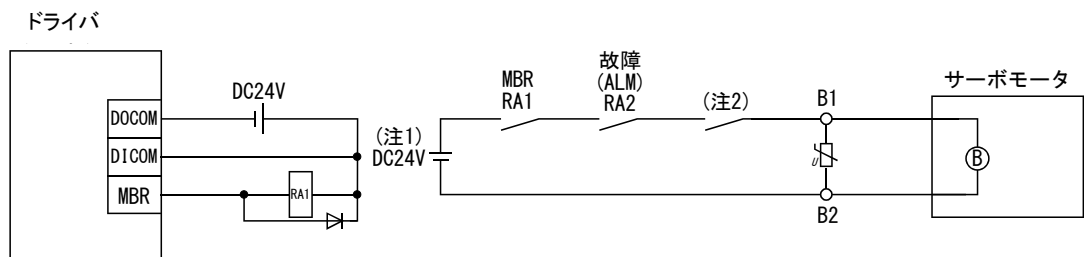 ドライバ
DOCOM
DICOM
MBR
DC24V
RA1
(注1)
DC24V
MBR
RA1
故障
(ALM)
RA2
(注2)
B1
U
B2
サーボモータ
B